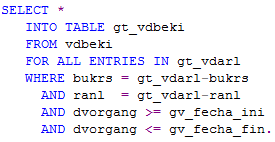 SELECT *
INTO TABLE gt_vdbeki
FROM vdbeki
FOR ALL ENTRIES IN gt_vdarl
WHERE bukrs = gt_vdarl-bukrs
AND ranl = gt_vdarl-ranl
AND dvorgang >= gv_fecha_ini
AND dvorgang <= gv_fecha_fin.